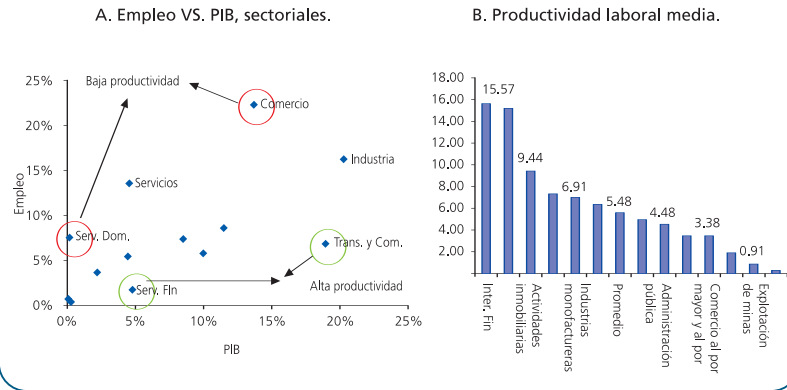 A. Empleo VS. PIB, sectoriales.
25%
20%
15%
10%
5%
0%
Empleo
Baja productividad
Comercio
Industria
Servicios
Serv. Dom.
Trans. y Com.
Serv. FIn
Alta productividad
0%
5%
10%
15%
20%
25%
PIB
B. Productividad laboral media.
18.00
16.00
14.00
12.00
10.00
8.00
6.00
4.00
2,00
15.57
9.44
6.91
5.48
4.48
3.38
0.91
Inter. Fin
Actividades
inmobiliarias
Industrias
monofactureras
Promedio
Administración
pública
Comercio al por
mayor y al por
Explotación
de minas